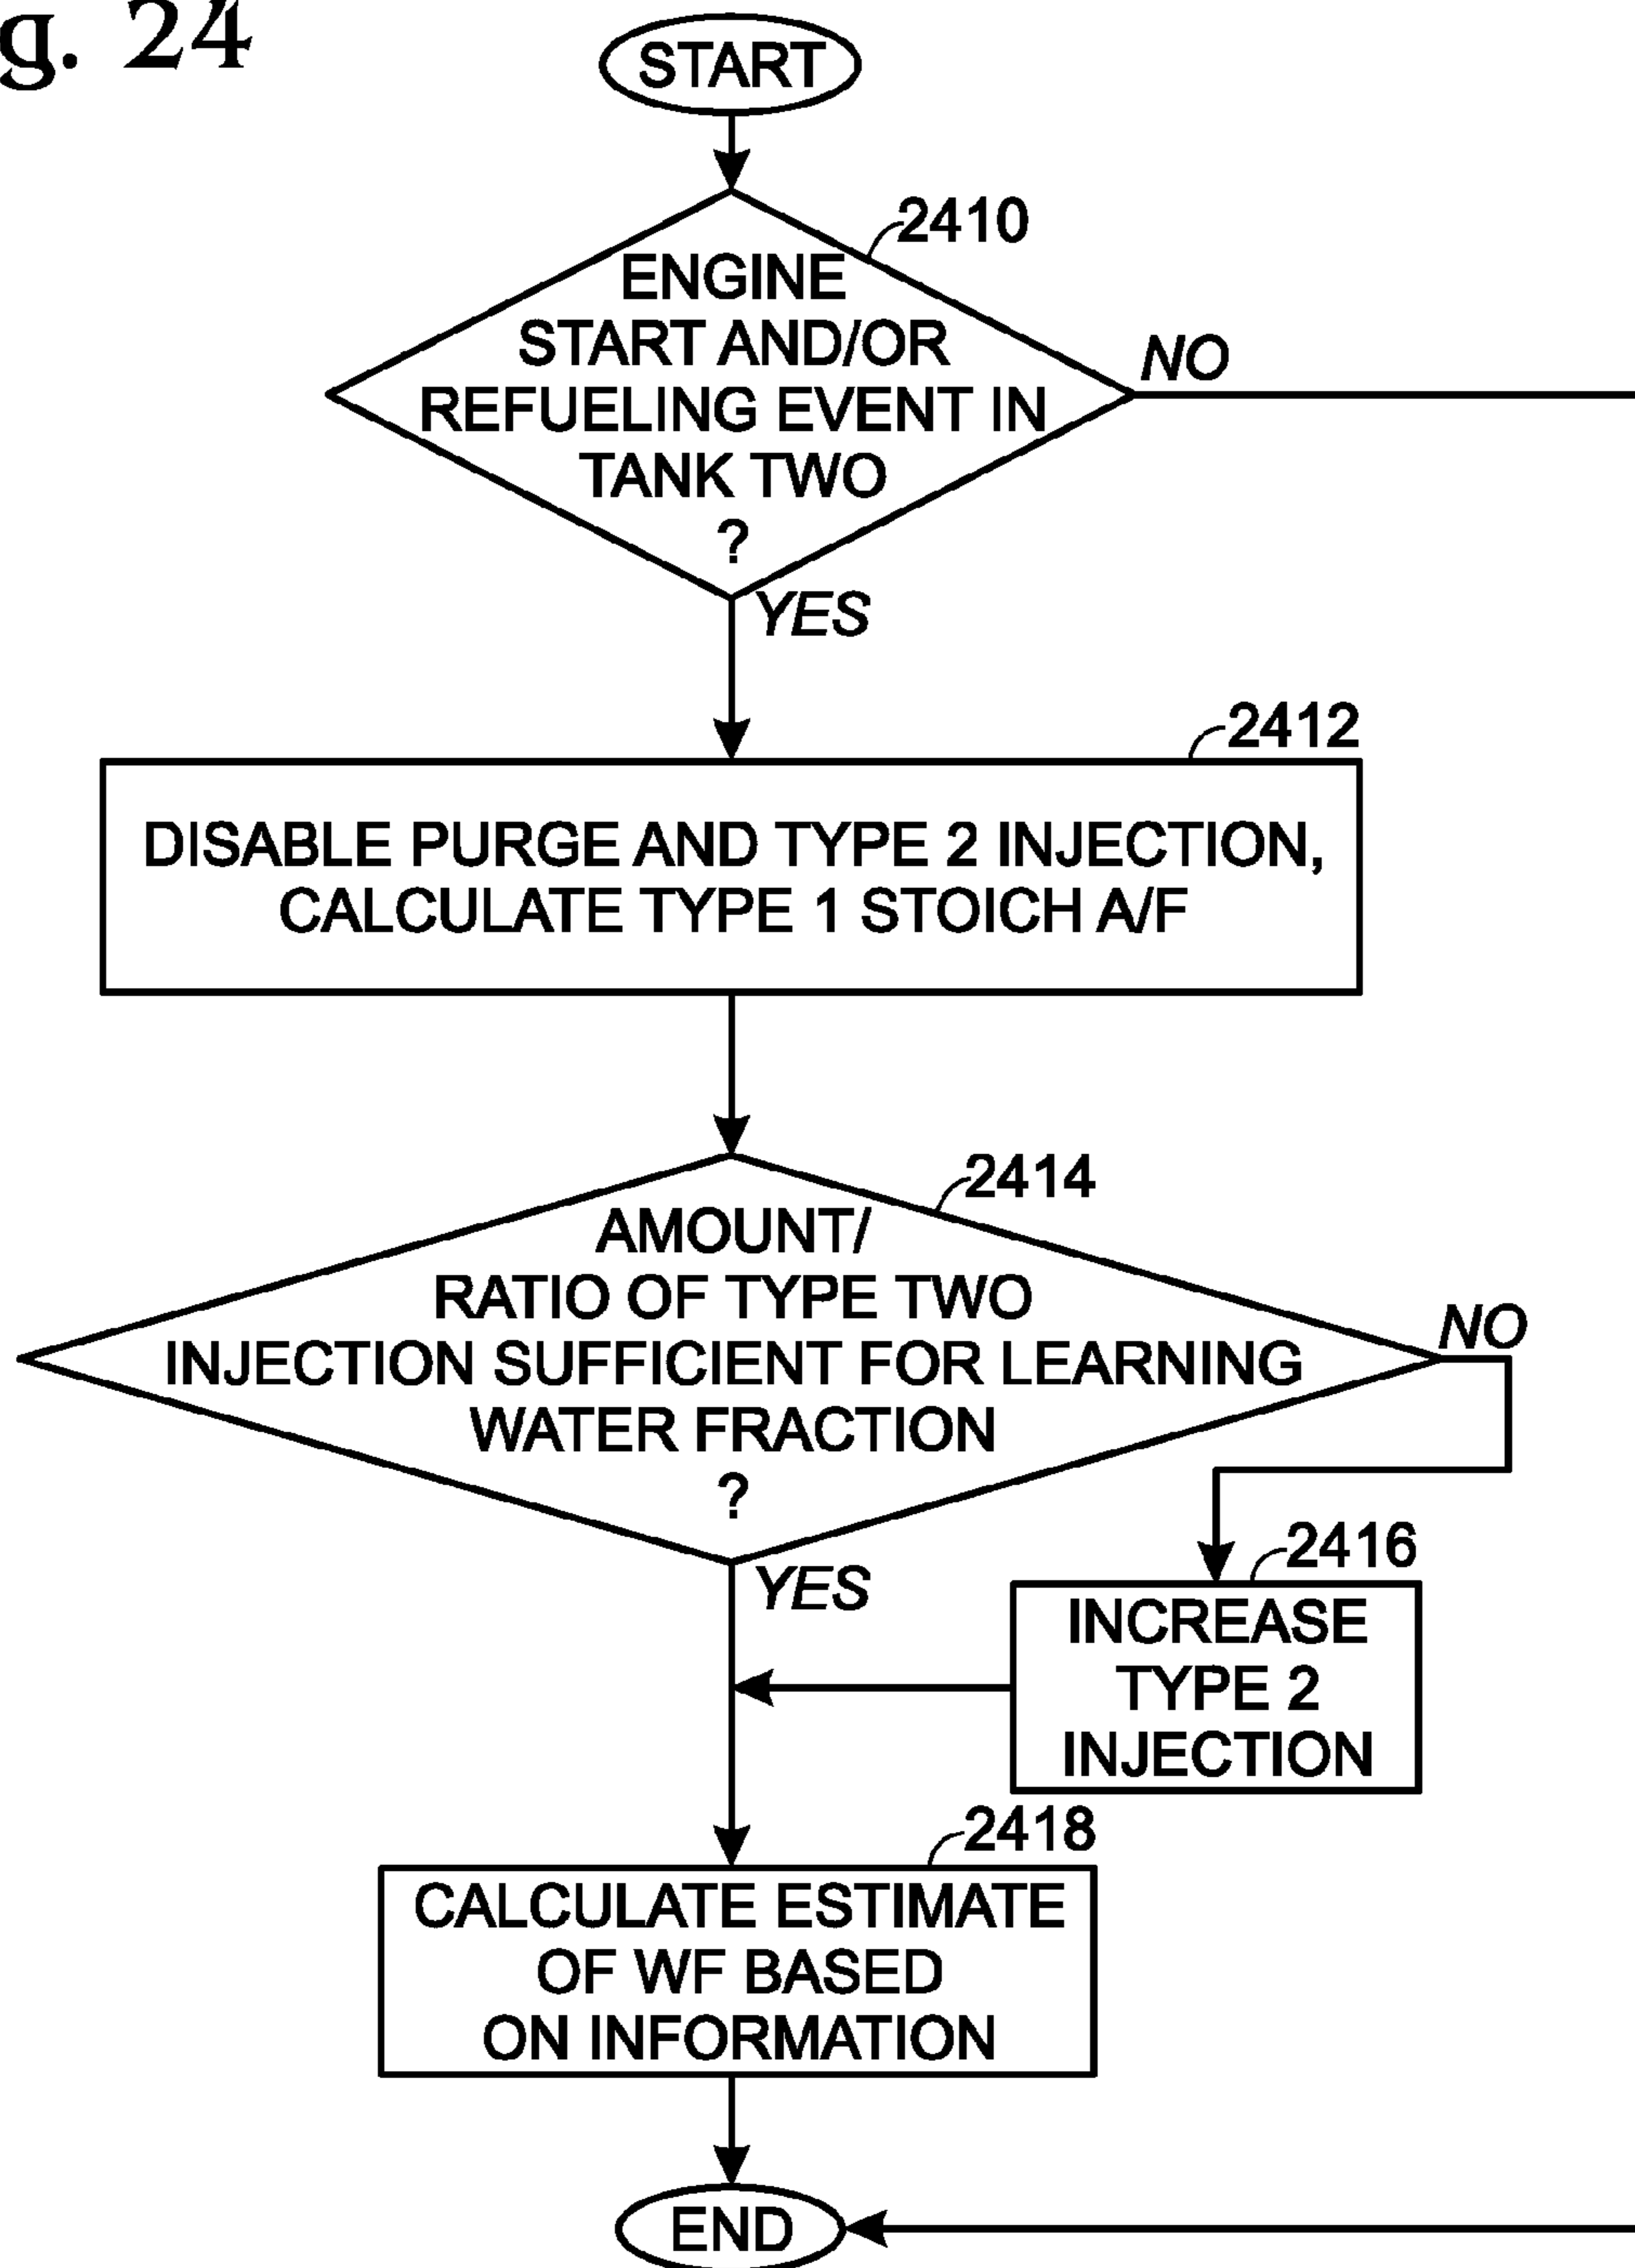 g. 24
START
2410
ENGINE
START AND/OR
REFUELING EVENT IN
TANK TWO
?
NO
YES
2412
DISABLE PURGE AND TYPE 2 INJECTION,
CALCULATE TYPE 1 STOICH A/F
2414
AMOUNT/
RATIO OF TYPE TWO
INJECTION SUFFICIENT FOR LEARNING
WATER FRACTION
?
NO
YES
2416
INCREASE
TYPE 2
INJECTION
2418
CALCULATE ESTIMATE
OF WF BASED
ON INFORMATION
END